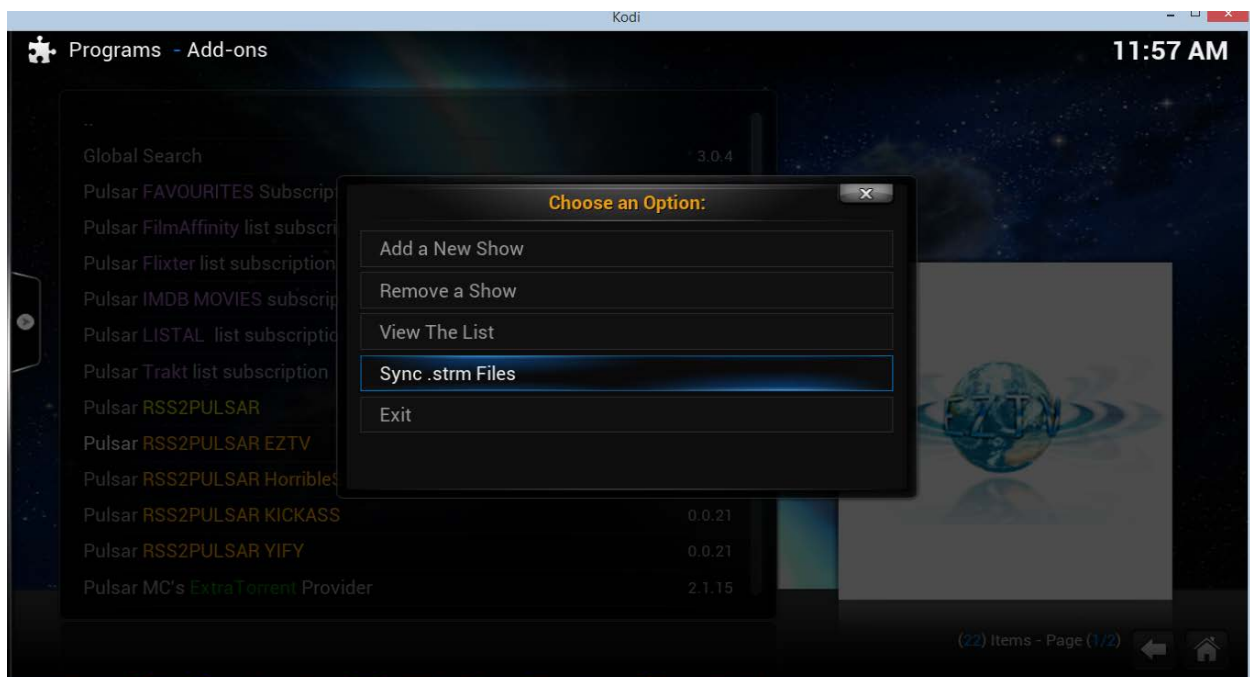 Kodi
Programs - Add-ons
11:57 AM
..
Global Search 3.0.4
Pulsar FAVOURITES Subscrip
Pulsar FilmAffinity list subscri
Pulsar Flixter list subscription
Pulsar IMDB MOVIES subscrip
Pulsar LISTAL list subscriptio
Pulsar Trakt list subscription
Pulsar RSS2PULSAR
Pulsar RSS2PULSAR EZTV
Pulsar RSS2PULSAR HorribleS
Pulsar RSS2PULSAR KICKASS 0.0.21
Pulsar RSS2PULSAR YIFY 0.0.21
Pulsar MC's ExtraTorrent Provider 2.1.15
Choose an Option:
Add a New Show
Remove a Show
View The List
Sync .strm Files
Exit
EZTV
(22) Items - Page (1/2)